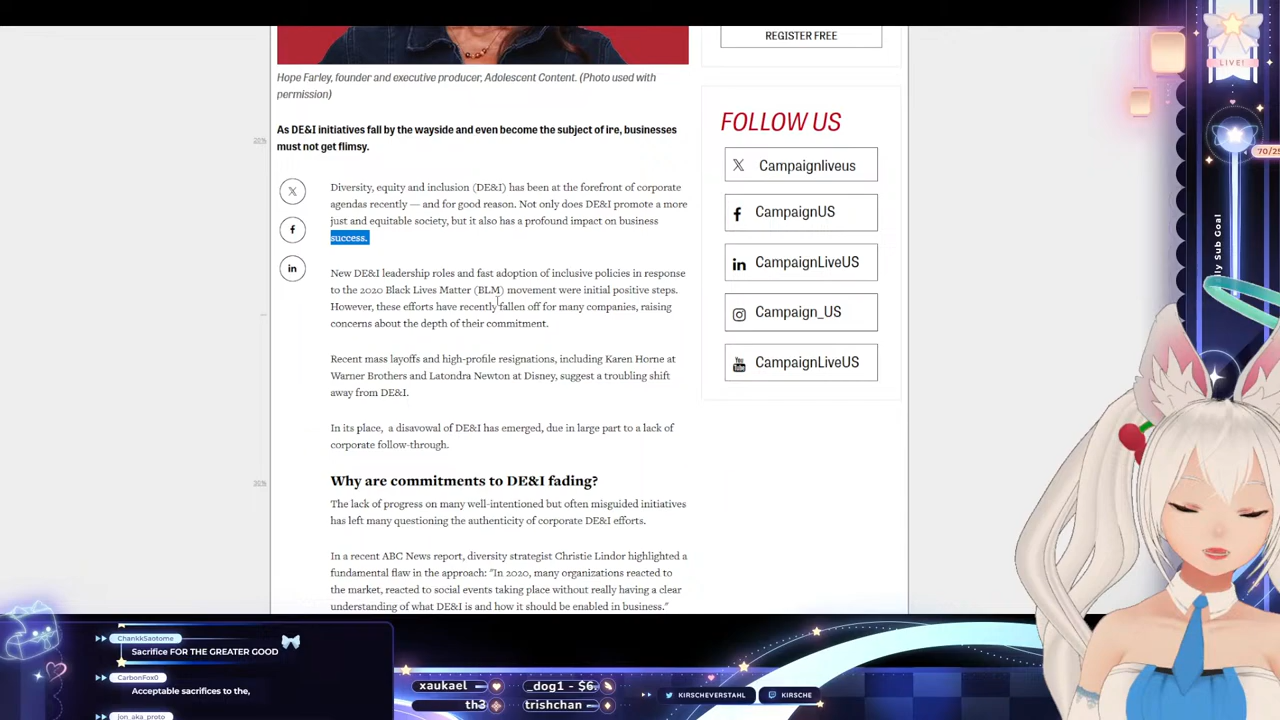 REGISTER FREE
LIVE!
Hope Farley, founder and executive producer, Adolescent Content. (Photo used with
permission)
FOLLOW US
As DE&I initiatives fall by the wayside and even become the subject of ire, businesses
must not get flimsy.
20%
70/25
Campaignliveus
Diversity, equity and inclusion (DE&I) has been at the forefront of corporate
agendas recently — and for good reason. Not only does DE&I promote a more
just and equitable society, but it also has a profound impact on business
success.
CampaignUS
CampaignLiveUS
ly Sub Goal
New DE&I leadership roles and fast adoption of inclusive policies in response
to the 2020 Black Lives Matter (BLM) movement were initial positive steps.
However, these efforts have recently fallen off for many companies, raising
concerns about the depth of their commitment.
Campaign_US
You
Tube
CampaignLiveUS
Recent mass layoffs and high-profile resignations, including Karen Horne at
Warner Brothers and Latondra Newton at Disney, suggest a troubling shift
away from DE&I.
In its place, a disavowal of DE&I has emerged, due in large part to a lack of
corporate follow-through.
Why are commitments to DE&I fading?
The lack of progress on many well-intentioned but often misguided initiatives
has left many questioning the authenticity of corporate DE&I efforts.
In a recent ABC News report, diversity strategist Christie Lindor highlighted a
fundamental flaw in the approach: "In 2020, many organizations reacted to
the market, reacted to social events taking place without really having a clear
understanding of what DE&I is and how it should be enabled in business."
ChankkSaotome
Sacrifice FOR THE GREATER GOOD
CarbonFox0
Acceptable sacrifices to the,
jon_aka_proto
xaukael
_dog1 - $6
th3
trishchan
KIRSCHEVERSTAHL
KIRSCHE